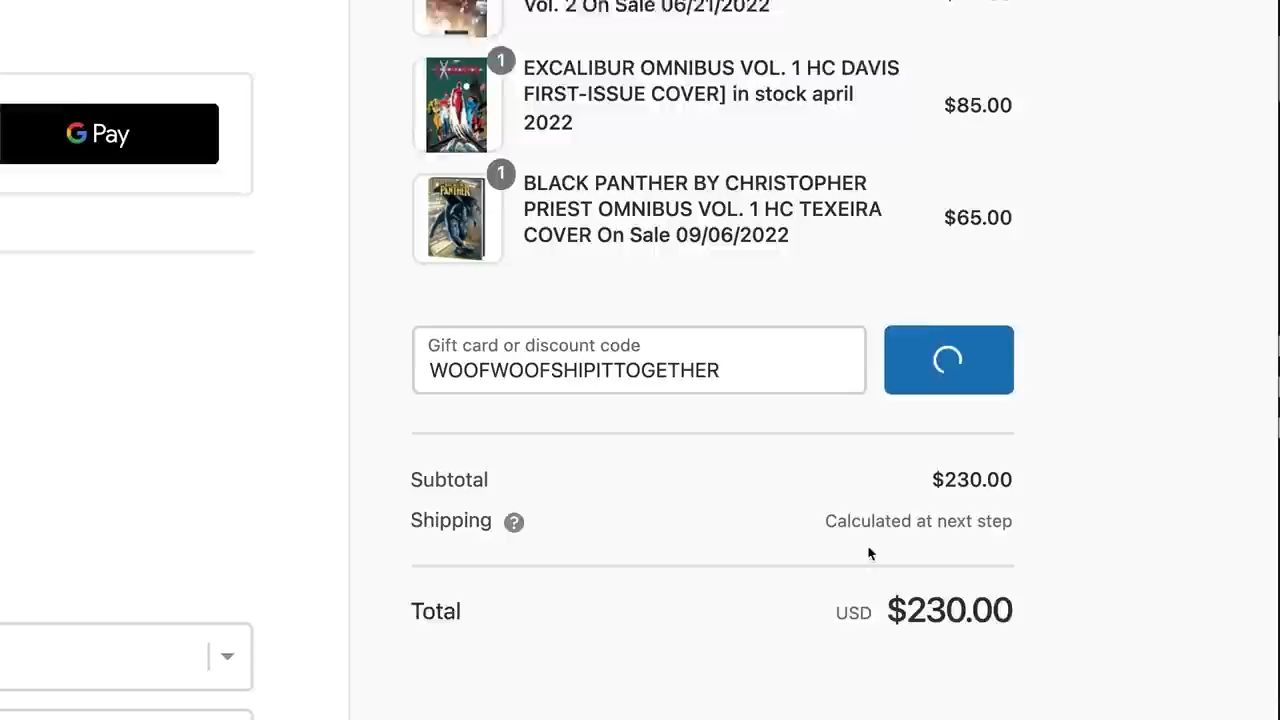 Vol. 2 On Sale 06/21/2022
1
EXCALIBUR OMNIBUS VOL. 1 HC DAVIS
FIRST-ISSUE COVER] in stock april
2022
$85.00
G Pay
1
BLACK PANTHER BY CHRISTOPHER
PRIEST OMNIBUS VOL. 1 HC TEXEIRA
COVER On Sale 09/06/2022
$65.00
PANTHER
Gift card or discount code
WOOFWOOFSHIPITTOGETHER
Subtotal
$230.00
Shipping ?
Calculated at next step
Total
USD $230.00